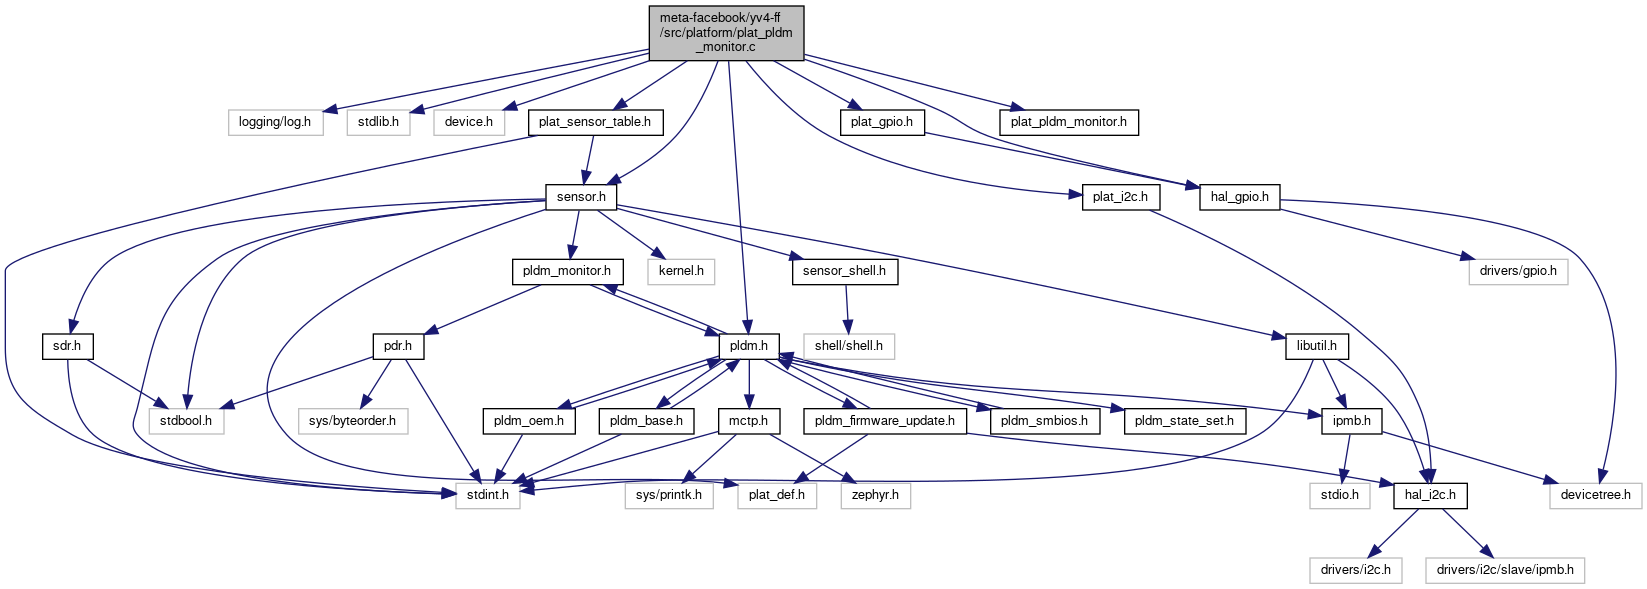 meta-facebook/yv4-ff
/src/platform/plat_pldm
_monitor.c
logging/log.h
stdlib.h
device.h
plat_sensor_table.h
plat_gpio.h
plat_pldm_monitor.h
sensor.h
plat_i2c.h
hal_gpio.h
pldm_monitor.h
kernel.h
sensor_shell.h
drivers/gpio.h
sdr.h
pdr.h
pldm.h
shell/shell.h
libutil.h
stdbool.h
sys/byteorder.h
pldm_oem.h
pldm_base.h
mctp.h
pldm_firmware_update.h
pldm_smbios.h
pldm_state_set.h
ipmb.h
stdint.h
sys/printk.h
plat_def.h
zephyr.h
stdio.h
hal_i2c.h
devicetree.h
drivers/i2c.h
drivers/i2c/slave/ipmb.h